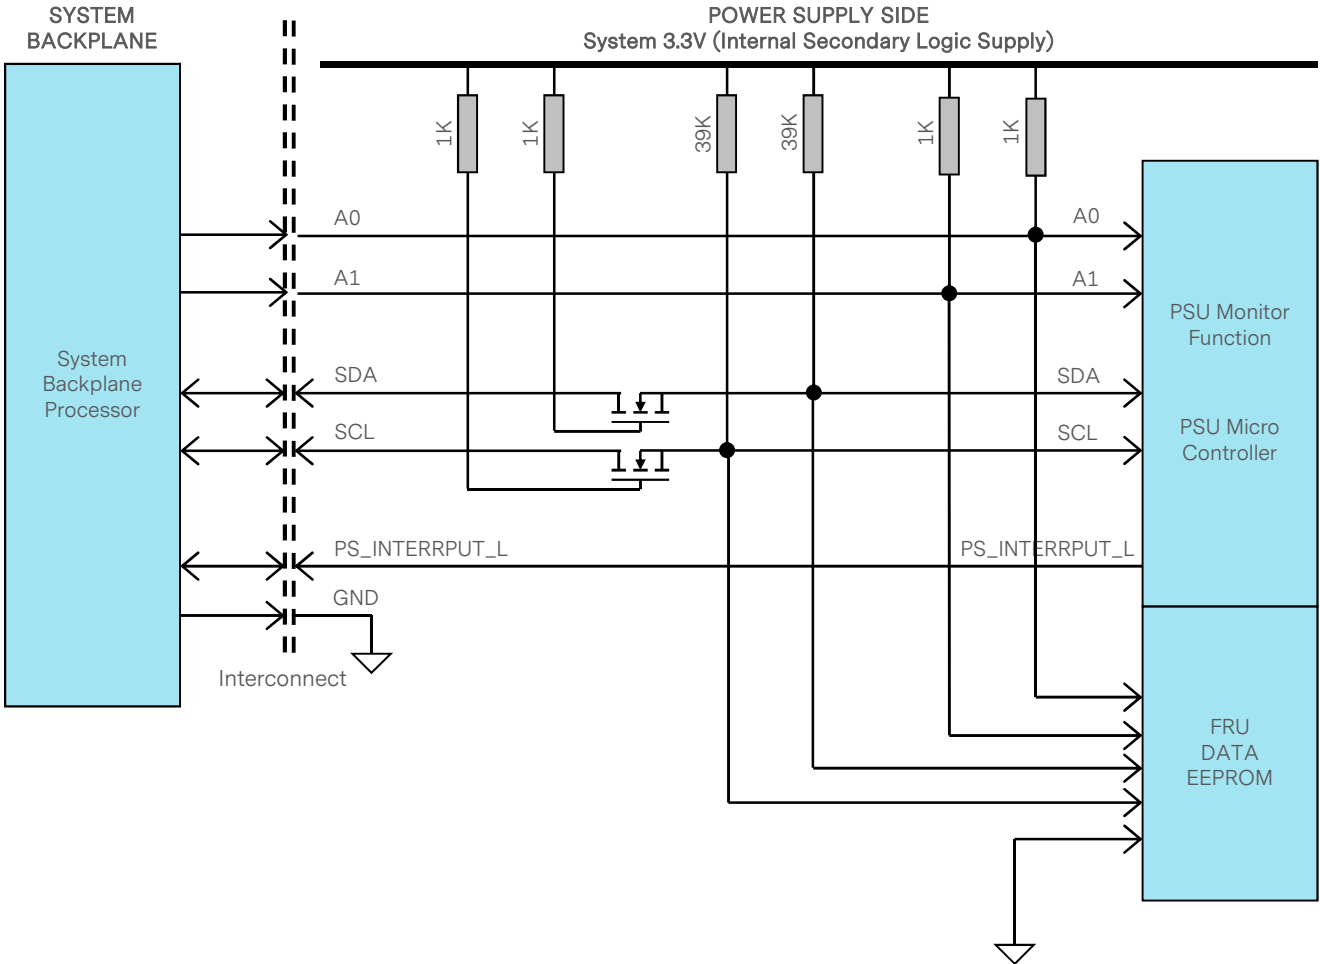 SYSTEM
BACKPLANE
POWER SUPPLY SIDE
System 3.3V (Internal Secondary Logic Supply)
1K
1K
39K
39K
1K
1K
A0
A0
A1
A1
PSU Monitor
Function
System
Backplane
Processor
SDA
SDA
SCL
SCL
PSU Micro
Controller
PS_INTERRPUT_L
PS_INTERRPUT_L
GND
Interconnect
FRU
DATA
EEPROM